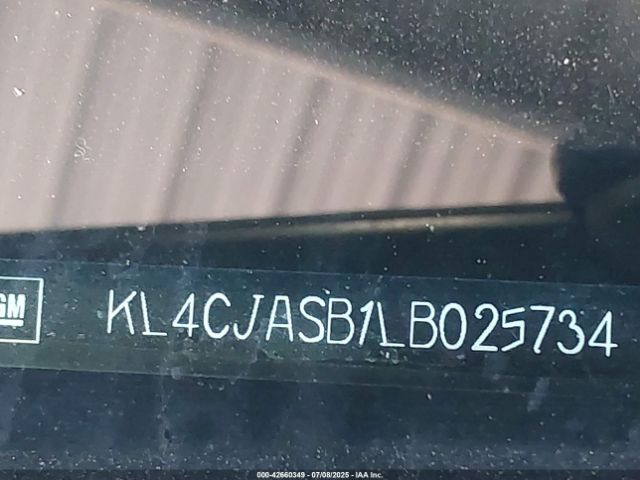 GM
KL4CJASB1LB025734
000-42660349 - 07/08/2025 - IAA Inc.